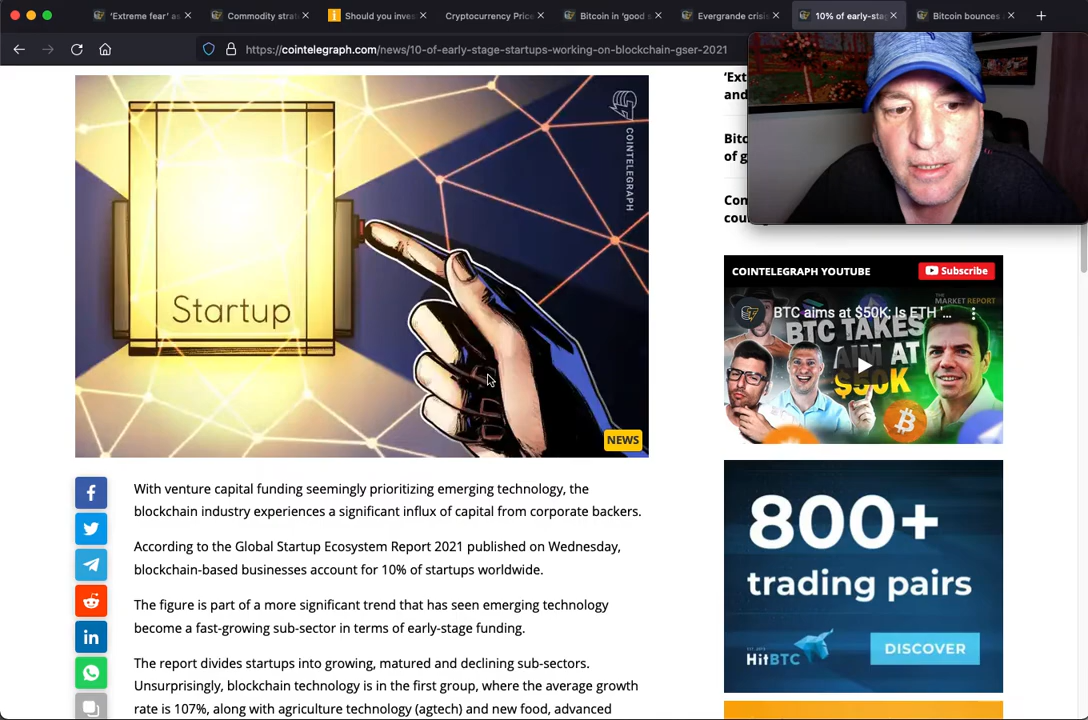 'Extreme fear' as
Commodity strat
Should you inves
Cryptocurrency Price
Bitcoin in 'good s
Evergrande crisi
10% of early-stag
Bitcoin bounces
https://cointelegraph.com/news/10-of-early-stage-startups-working-on-blockchain-gser-2021
COINTELEGRAPH
Startup
NEWS
With venture capital funding seemingly prioritizing emerging technology, the
blockchain industry experiences a significant influx of capital from corporate backers.
According to the Global Startup Ecosystem Report 2021 published on Wednesday,
blockchain-based businesses account for 10% of startups worldwide.
The figure is part of a more significant trend that has seen emerging technology
become a fast-growing sub-sector in terms of early-stage funding.
The report divides startups into growing, matured and declining sub-sectors.
Unsurprisingly, blockchain technology is in the first group, where the average growth
rate is 107%, along with agriculture technology (agtech) and new food, advanced
'Ext
and
Bitc
of g
Con
cou
COINTELEGRAPH YOUTUBE
Subscribe
THE
MARKET REPORT
BTC aims at $50K; Is ETH '...
BTC TAKES
AIM AT
$50K
800+
trading pairs
HitBTC
DISCOVER